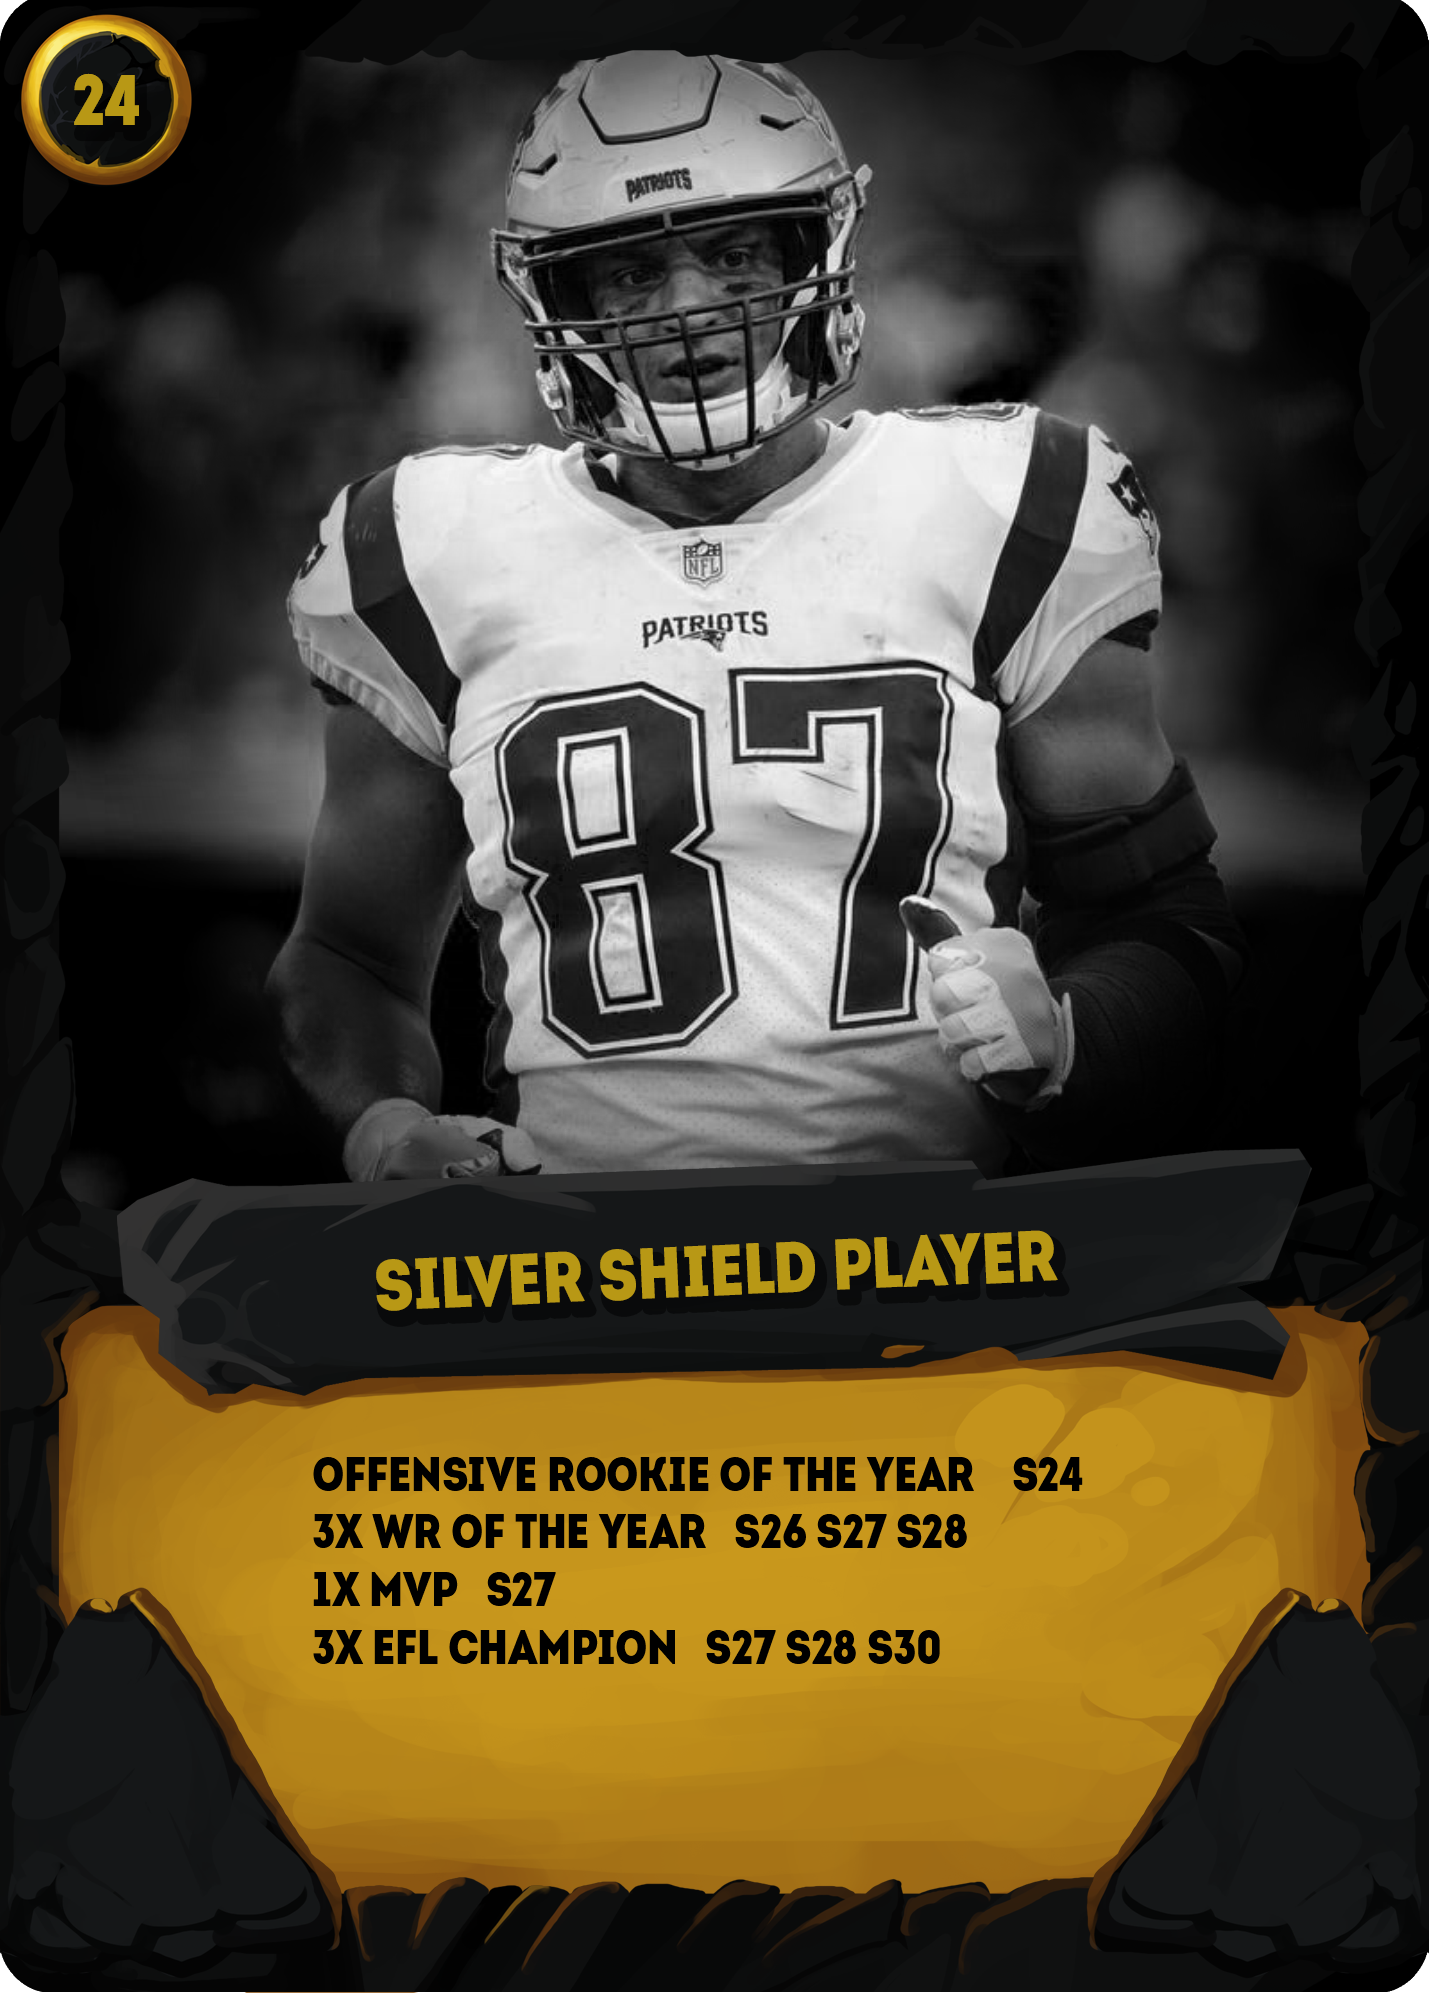 24
PATRIOTS
NFL
PATRIOTS
87
SILVER SHIELD PLAYER
OFFENSIVE ROOKIE OF THE YEAR S24
3X WR OF THE YEAR S26 S27 S28
1X MVP S27
3X EFL CHAMPION S27 S28 S30